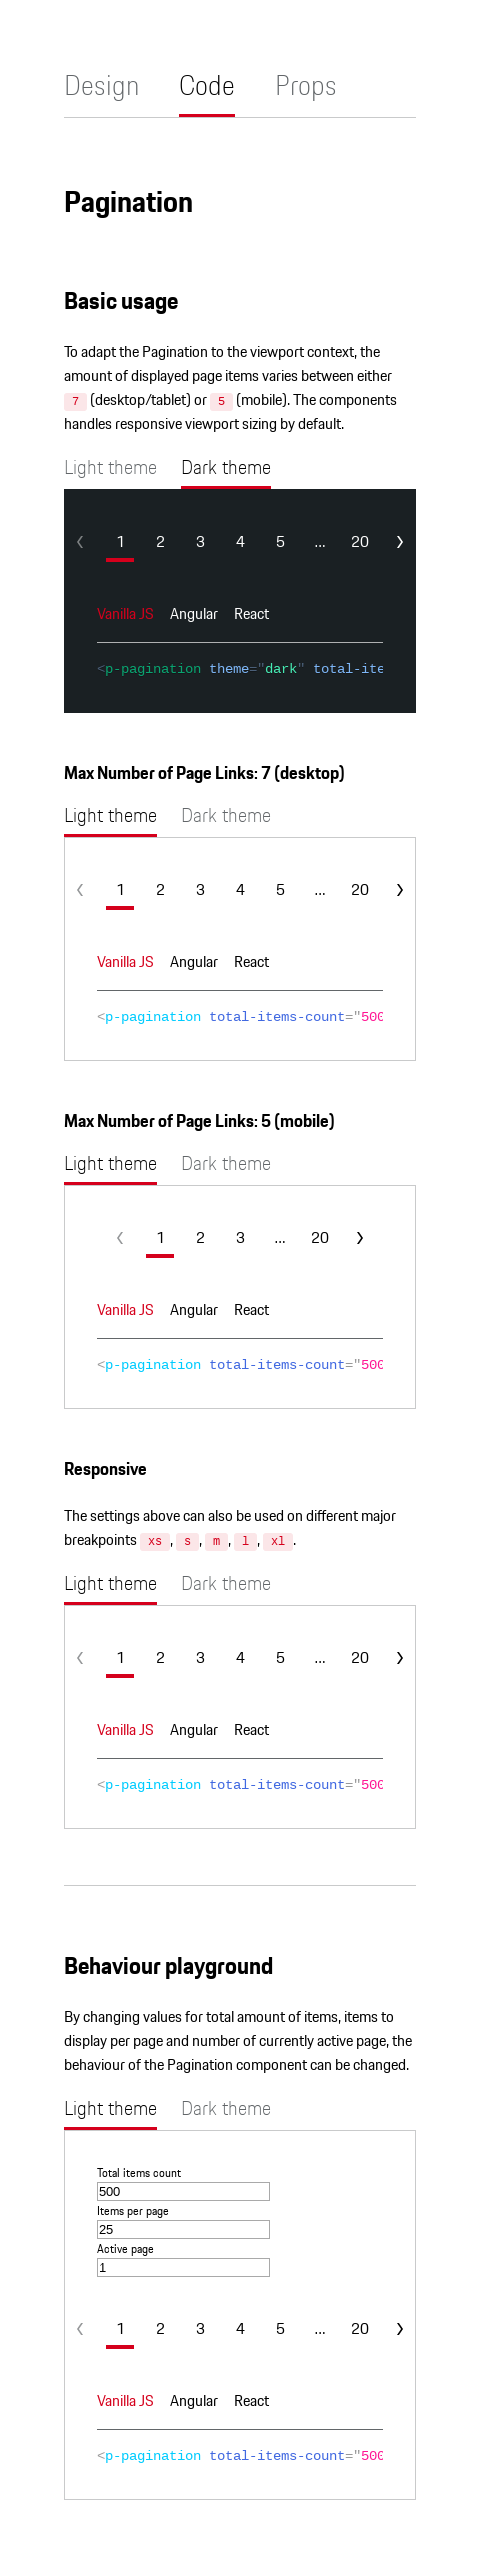 Design Code Props
Pagination
Basic usage
To adapt the Pagination to the viewport context, the
amount of displayed page items varies between either
7 (desktop/tablet) or 5 (mobile). The components
handles responsive viewport sizing by default.
Light theme Dark theme
1 2 3 4 5 ... 20
Vanilla JS Angular React
<p-pagination theme="dark" total-ite
Max Number of Page Links: 7 (desktop)
Light theme Dark theme
1 2 3 4 5 ... 20
Vanilla JS Angular React
<p-pagination total-items-count="500
Max Number of Page Links: 5 (mobile)
Light theme Dark theme
1 2 3 ... 20
Vanilla JS Angular React
<p-pagination total-items-count="500
Responsive
The settings above can also be used on different major
breakpoints xs, s, m, l, xl.
Light theme Dark theme
1 2 3 4 5 ... 20
Vanilla JS Angular React
<p-pagination total-items-count="500
Behaviour playground
By changing values for total amount of items, items to
display per page and number of currently active page, the
behaviour of the Pagination component can be changed.
Light theme Dark theme
Total items count
500
Items per page
25
Active page
1
1 2 3 4 5 ... 20
Vanilla JS Angular React
<p-pagination total-items-count="500